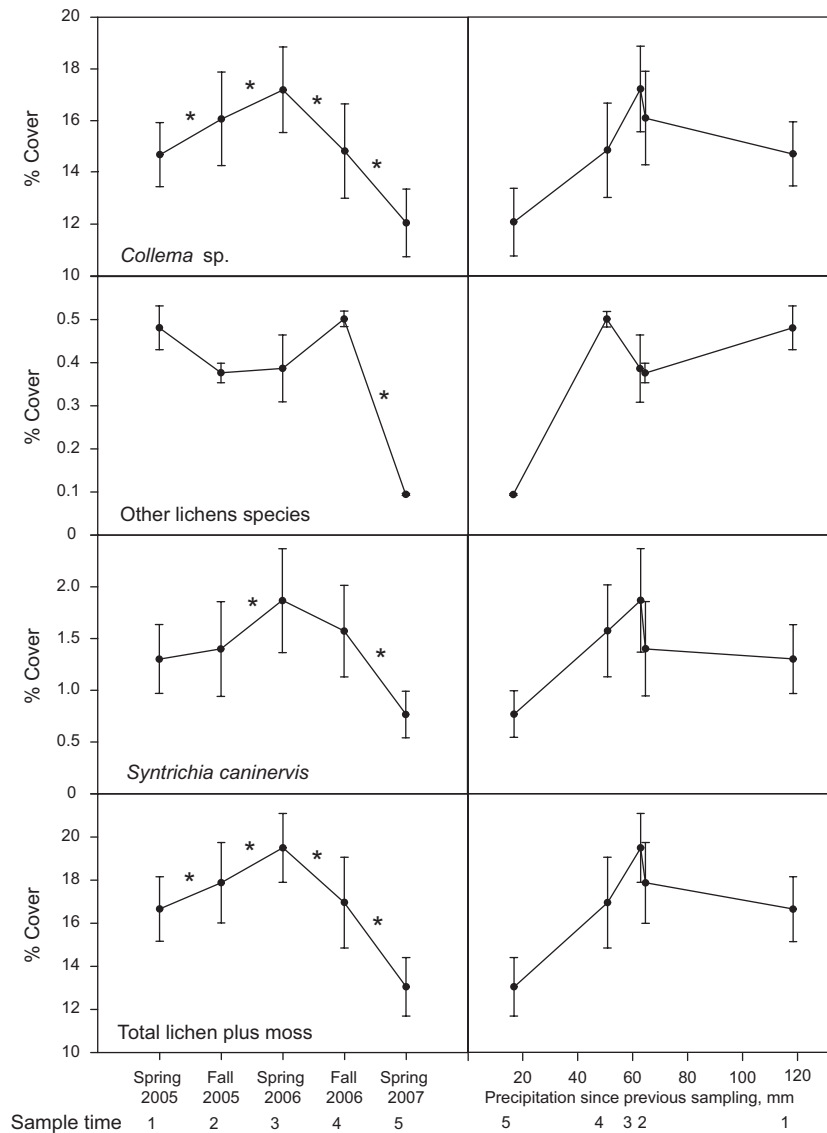 20
18
16
14
12
10
% Cover
* * * *
Collema sp.
0.5
0.4
0.3
0.2
0.1
0
% Cover
*
Other lichens species
2.0
1.5
1.0
0.5
0
% Cover
* *
Syntrichia caninervis
20
18
16
14
12
10
% Cover
* * * *
Total lichen plus moss
Spring 2005
Fall 2005
Spring 2006
Fall 2006
Spring 2007
20 40 60 80 100 120
Precipitation since previous sampling, mm
Sample time 1 2 3 4 5
5 4 3 2 1